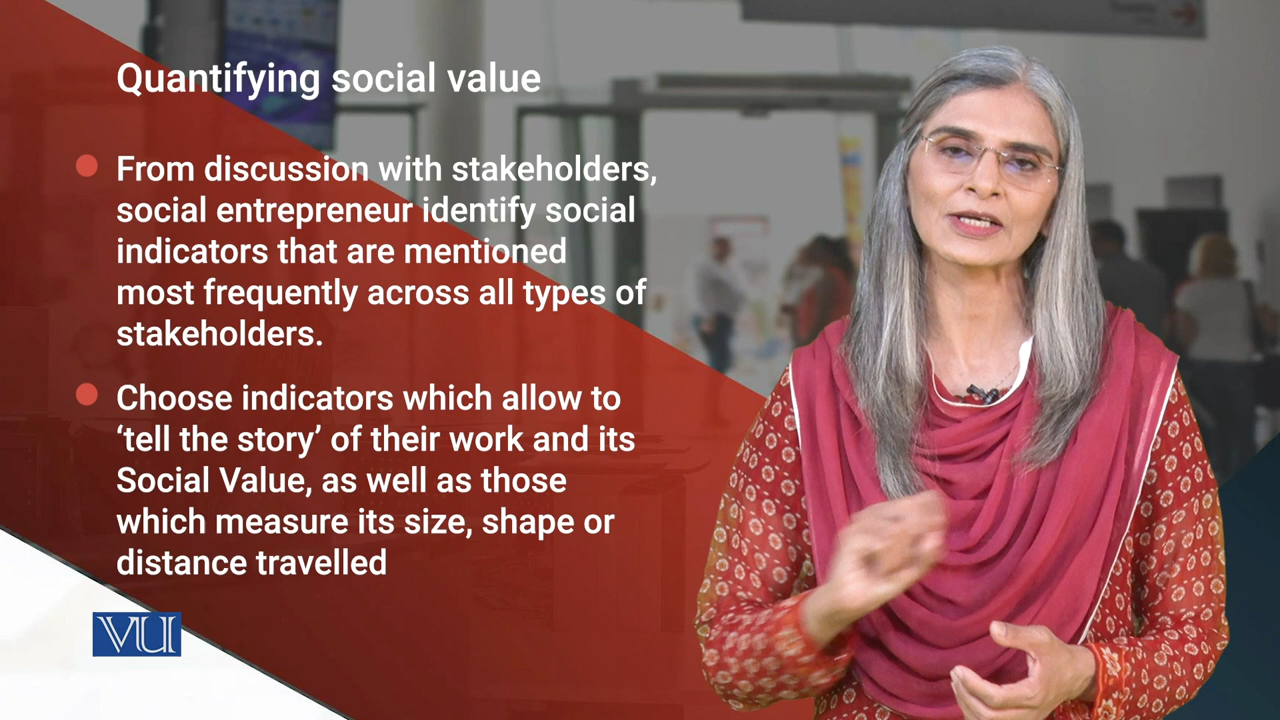 Quantifying social value
From discussion with stakeholders,
social entrepreneur identify social
indicators that are mentioned
most frequently across all types of
stakeholders.
Choose indicators which allow to
‘tell the story’ of their work and its
Social Value, as well as those
which measure its size, shape or
distance travelled
VU